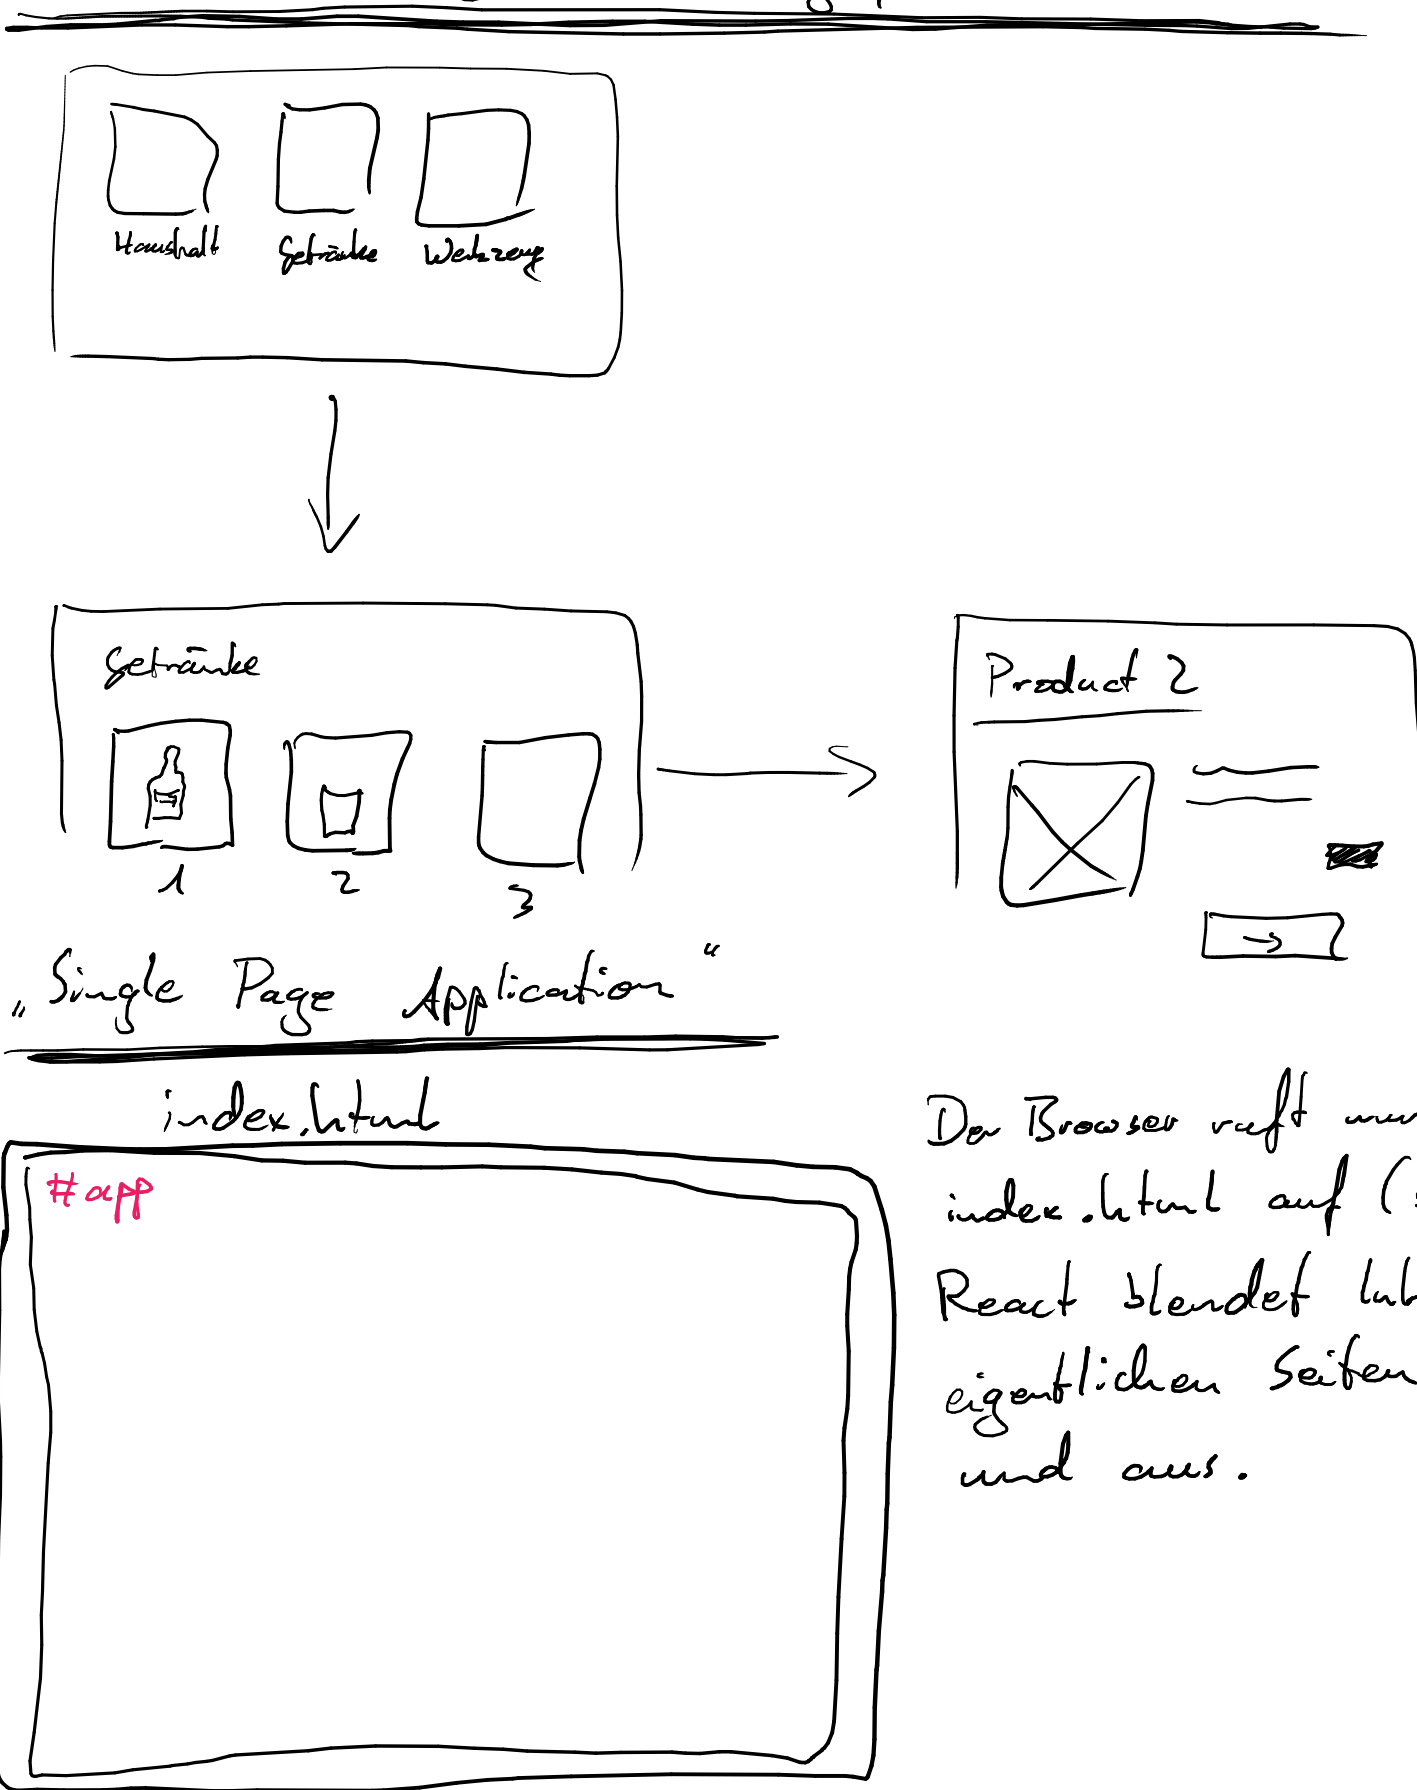 Haushalt Getränke Werkzeug
Getränke
1 2 3
Product 2
„Single Page Application“
index.html
#app
Der Browser ruft
index.html auf (
React blendet
eigentlichen Seiten
und aus.